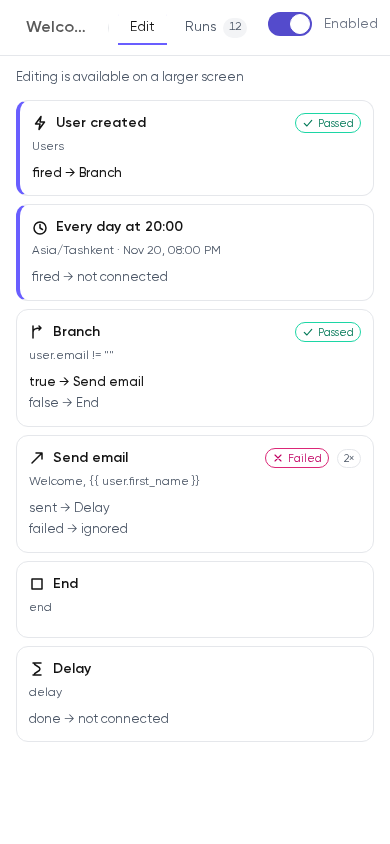 Welco...
Edit
Runs 12
Enabled
Editing is available on a larger screen
User created
Passed
Users
fired → Branch
Every day at 20:00
Asia/Tashkent · Nov 20, 08:00 PM
fired → not connected
Branch
Passed
user.email != ""
true → Send email
false → End
Send email
Failed
2×
Welcome, {{ user.first_name }}
sent → Delay
failed → ignored
End
end
Delay
delay
done → not connected